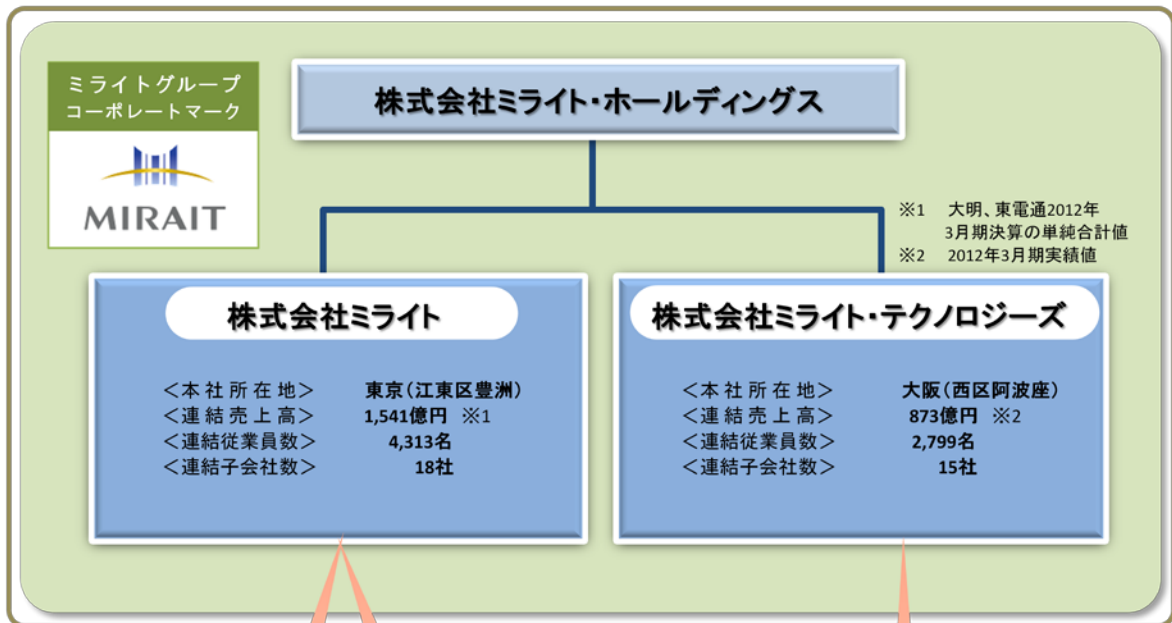 ミライトグループ
コーポレートマーク
MIRAIT
株式会社ミライト・ホールディングス
※1 大明、東電通2012年
3月期決算の単純合計値
※2 2012年3月期実績値
株式会社ミライト
＜本社所在地＞ 東京（江東区豊洲）
＜連結売上高＞ 1,541億円 ※1
＜連結従業員数＞ 4,313名
＜連結子会社数＞ 18社
株式会社ミライト・テクノロジーズ
＜本社所在地＞ 大阪（西区阿波座）
＜連結売上高＞ 873億円 ※2
＜連結従業員数＞ 2,799名
＜連結子会社数＞ 15社